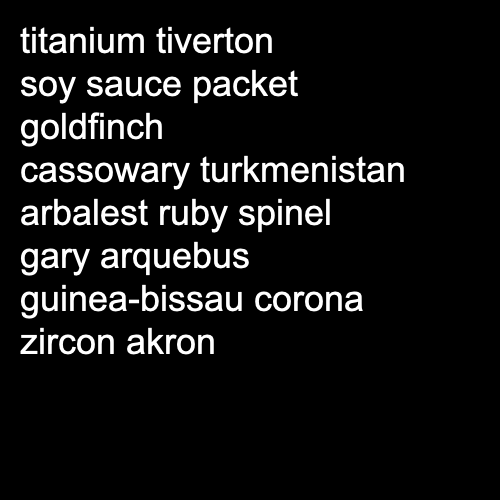 titanium tiverton
soy sauce packet
goldfinch
cassowary turkmenistan
arbalest ruby spinel
gary arquebus
guinea-bissau corona
zircon akron